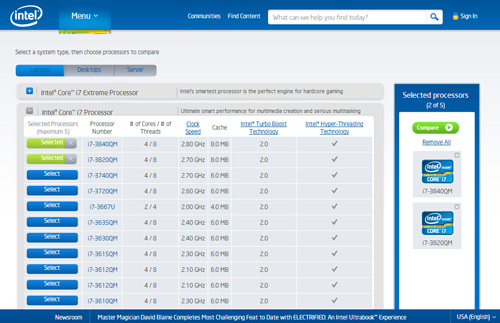 intel
Menu
Communities
Find Content
What can we help you find today?
Sign In
Select a system type, then choose processors to compare
Laptops
Desktops
Server
Intel® Core™ i7 Extreme Processor
Intel's smartest processor is the perfect engine for hardcore gaming
Intel® Core™ i7 Processor
Ultimate smart performance for multimedia creation and serious multitasking
Selected Processors (maximum 5)
Processor Number
# of Cores / # of Threads
Clock Speed
Cache
Intel® Turbo Boost Technology
Intel® Hyper-Threading Technology
Selected i7-3840QM 4 / 8 2.80 GHz 8.0 MB 2.0 ✓
Selected i7-3820QM 4 / 8 2.70 GHz 8.0 MB 2.0 ✓
Select i7-3740QM 4 / 8 2.70 GHz 6.0 MB 2.0 ✓
Select i7-3720QM 4 / 8 2.60 GHz 6.0 MB 2.0 ✓
Select i7-3667U 2 / 4 2.00 GHz 4.0 MB 2.0 ✓
Select i7-3635QM 4 / 8 2.40 GHz 6.0 MB 2.0 ✓
Select i7-3630QM 4 / 8 2.40 GHz 6.0 MB 2.0 ✓
Select i7-3615QM 4 / 8 2.30 GHz 6.0 MB 2.0 ✓
Select i7-3612QM 4 / 8 2.10 GHz 6.0 MB 2.0 ✓
Select i7-3612QM 4 / 8 2.10 GHz 6.0 MB 2.0 ✓
Select i7-3610QM 4 / 8 2.30 GHz 6.0 MB 2.0 ✓
Selected processors
(2 of 5)
Compare
Remove All
CORE i7
i7-3840QM
CORE i7
i7-3820QM
Newsroom
Master Magician David Blaine Completes Most Challenging Feat to Date with ELECTRIFIED: An Intel Ultrabook™ Experience
USA (English)